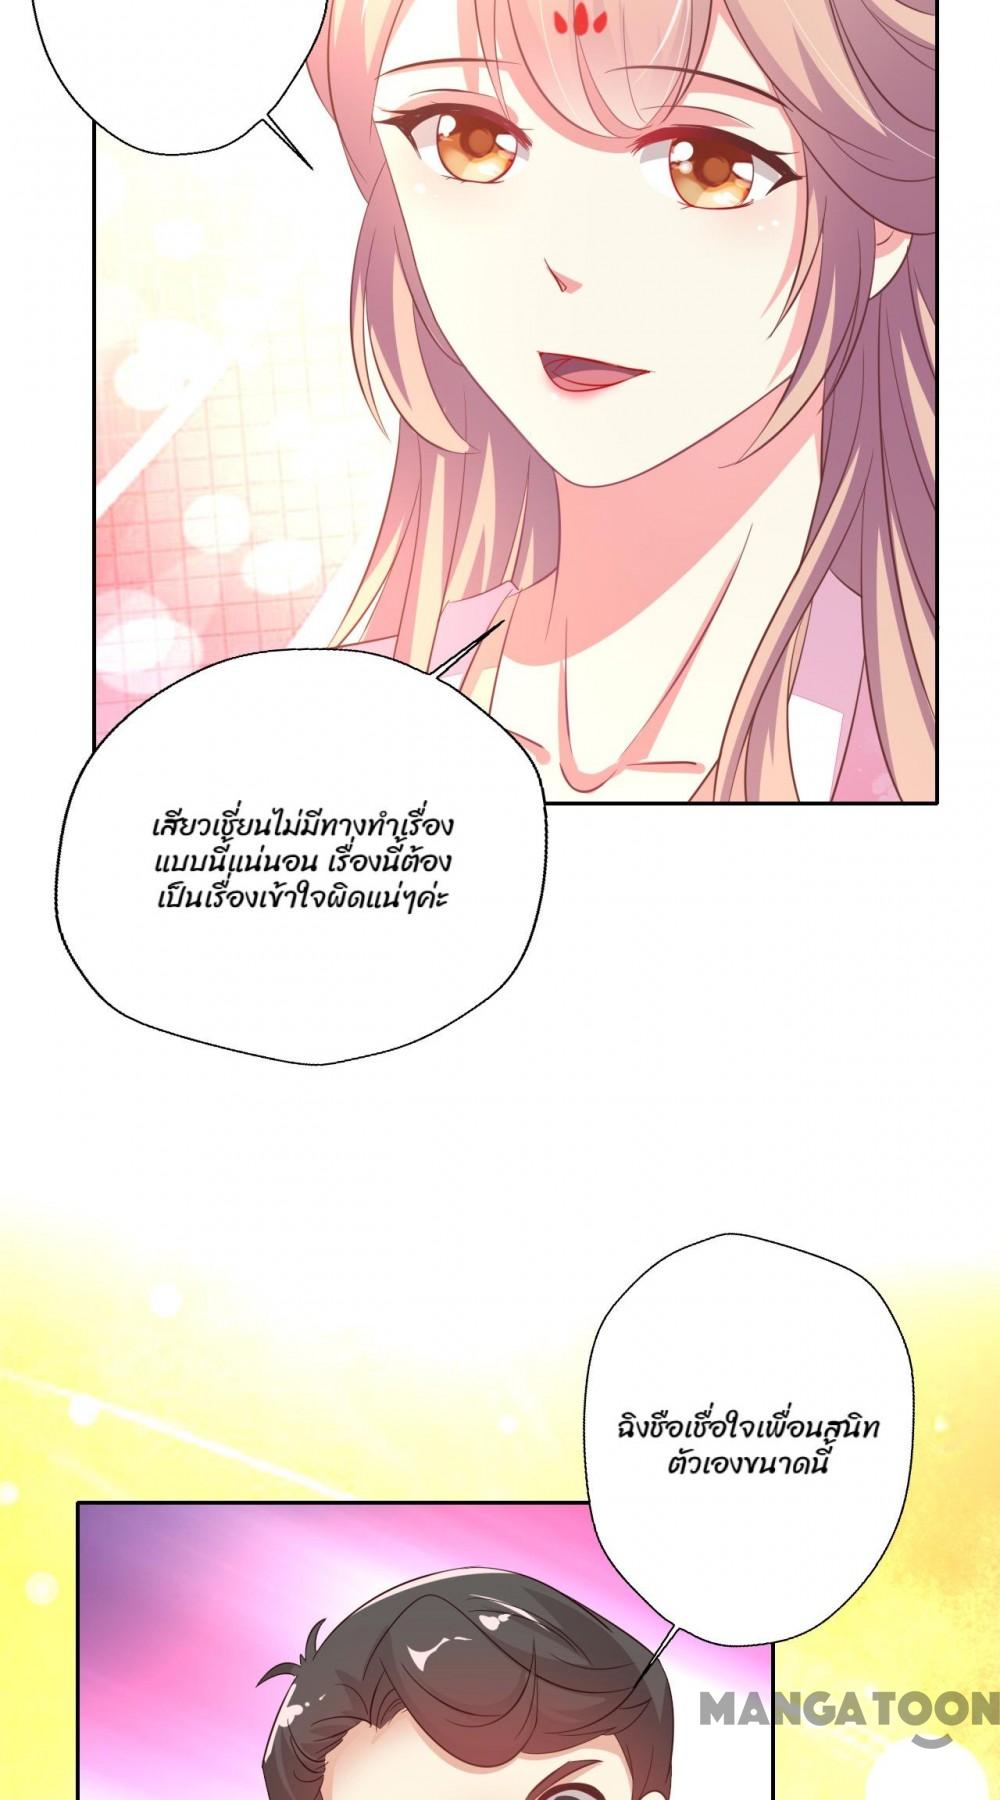 เสียวเชี่ยนไม่มีทางทำเรื่อง
แบบนี้แน่นอน เรื่องนี้ต้อง
เป็นเรื่องเข้าใจผิดแน่ๆค่ะ
ฉิงชือเชื่อใจเพื่อนสนิท
ตัวเองขนาดนี้
MANGATOON